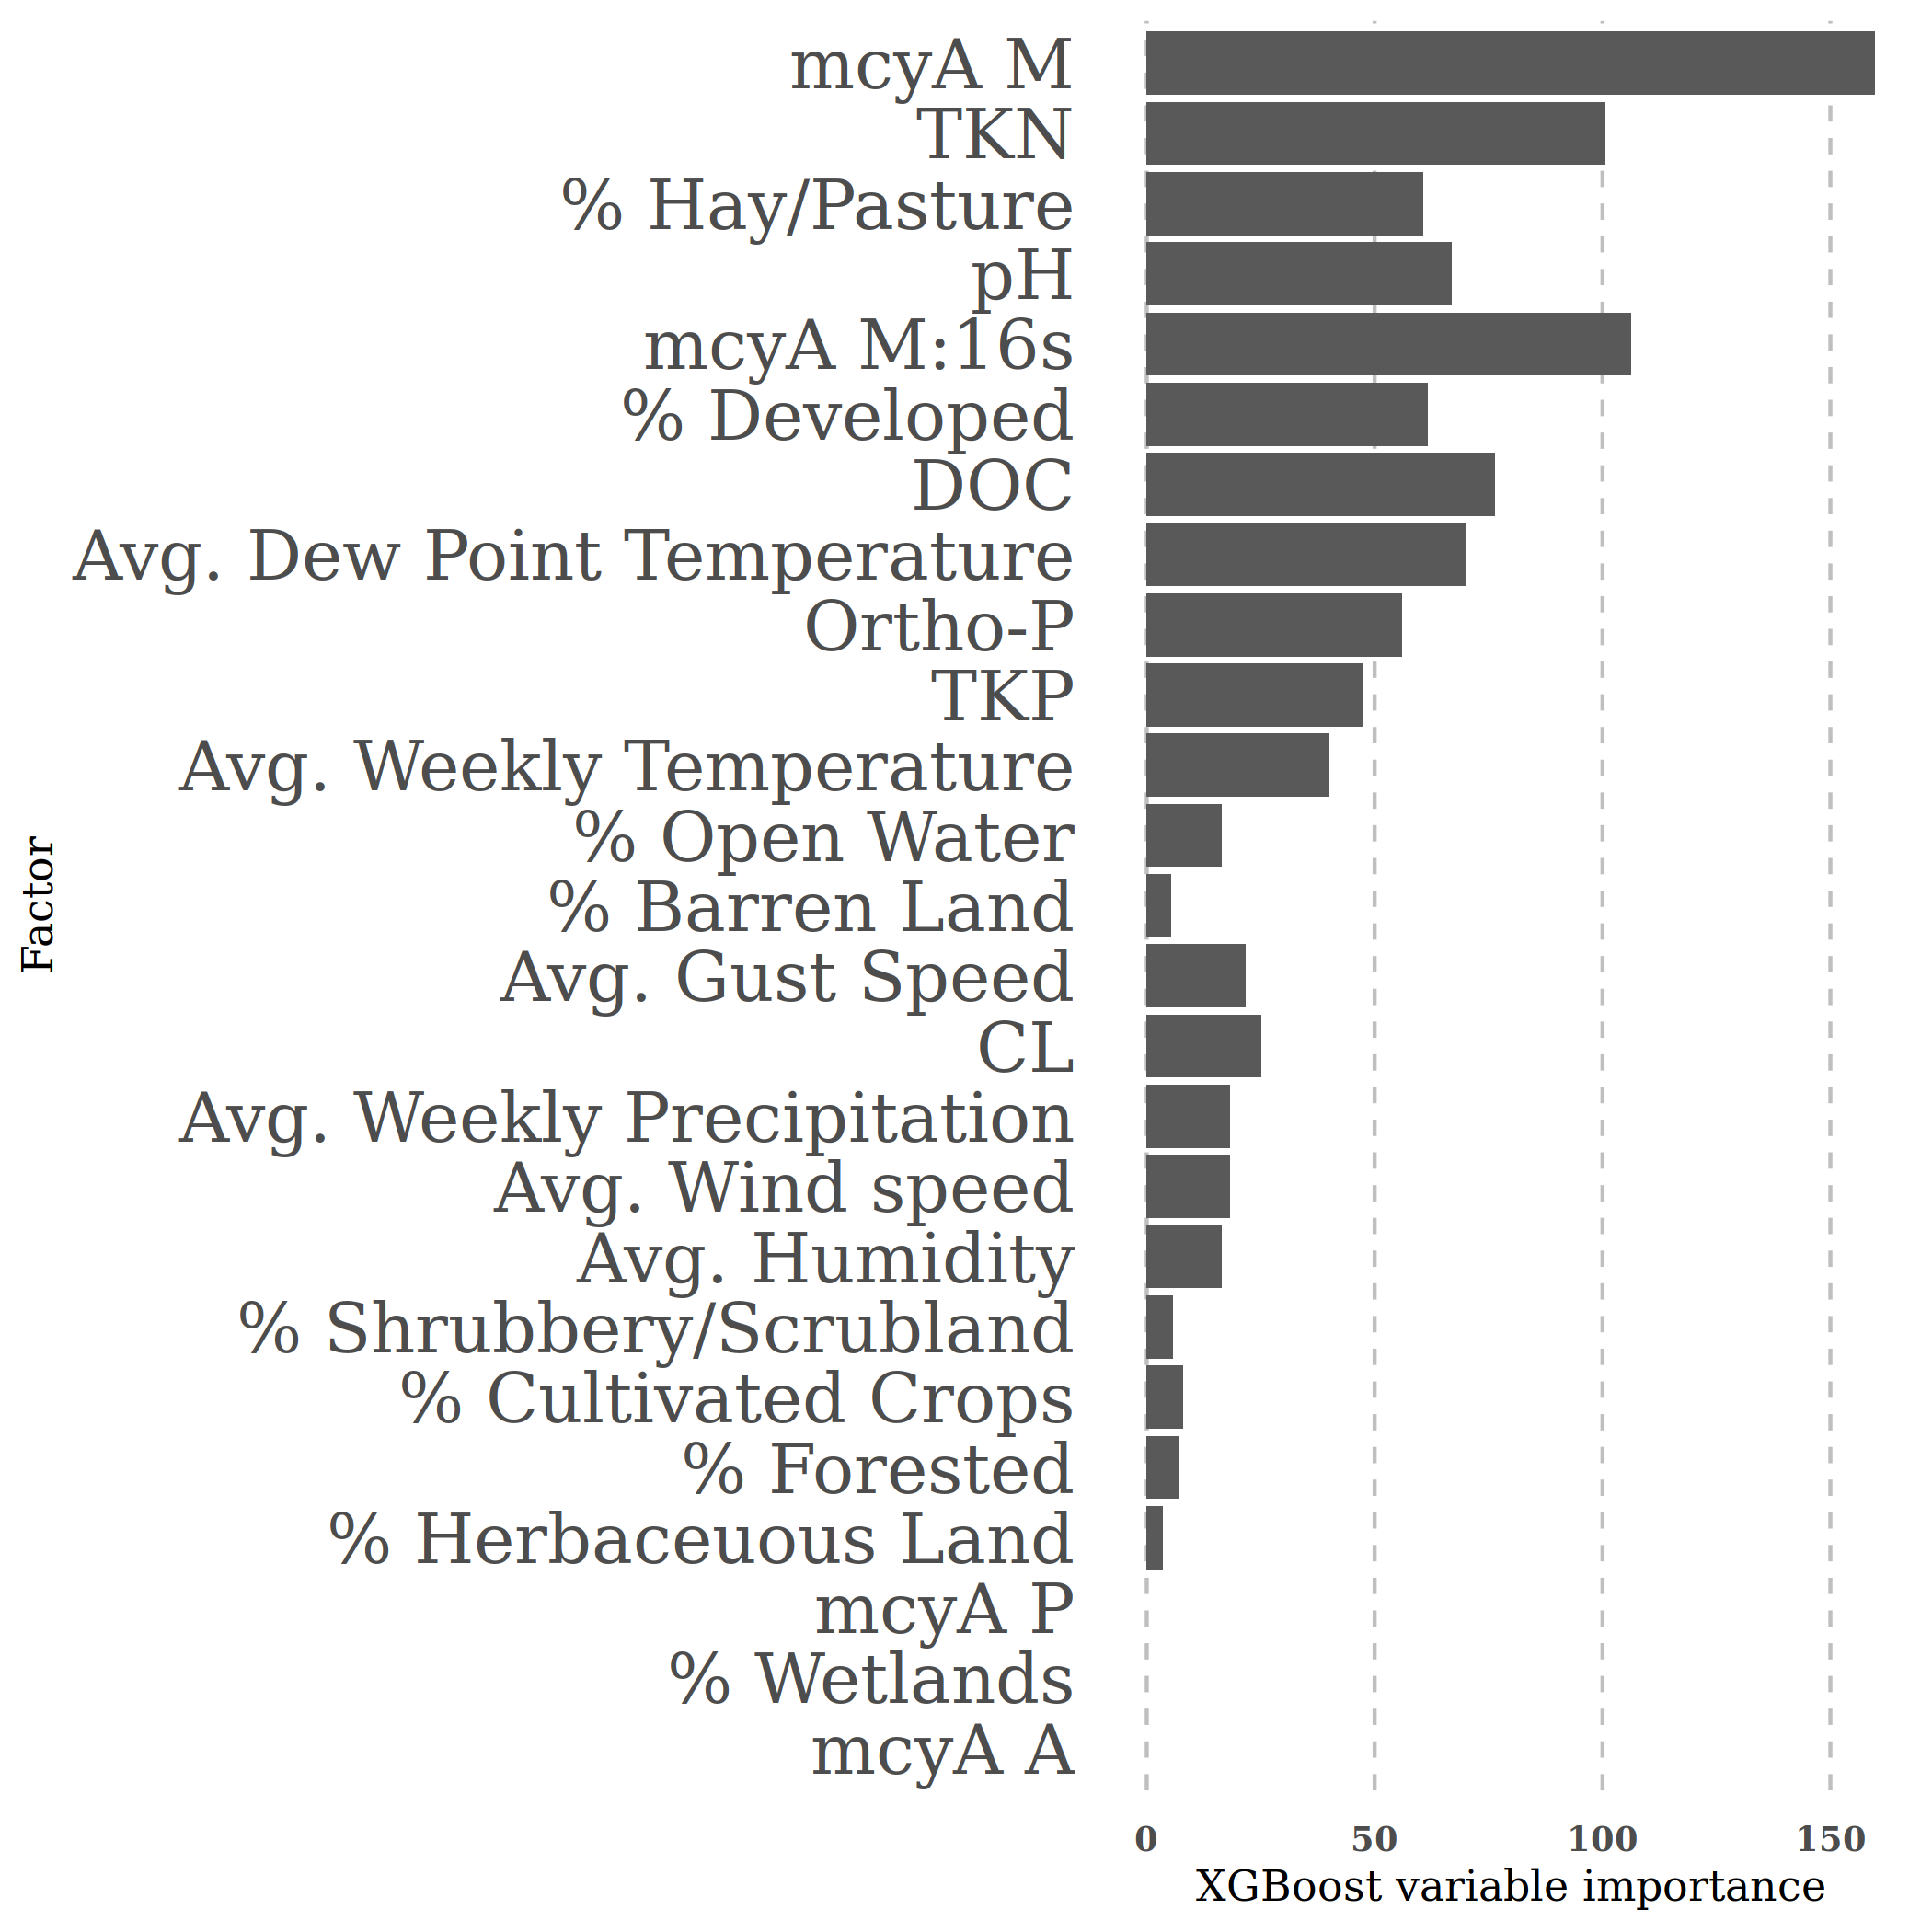 mcyA M
TKN
% Hay/Pasture
pH
mcyA M:16s
% Developed
DOC
Avg. Dew Point Temperature
Ortho-P
TKP
Avg. Weekly Temperature
% Open Water
% Barren Land
Avg. Gust Speed
CL
Avg. Weekly Precipitation
Avg. Wind speed
Avg. Humidity
% Shrubbery/Scrubland
% Cultivated Crops
% Forested
% Herbaceuous Land
mcyA P
% Wetlands
mcyA A
Factor
0 50 100 150
XGBoost variable importance